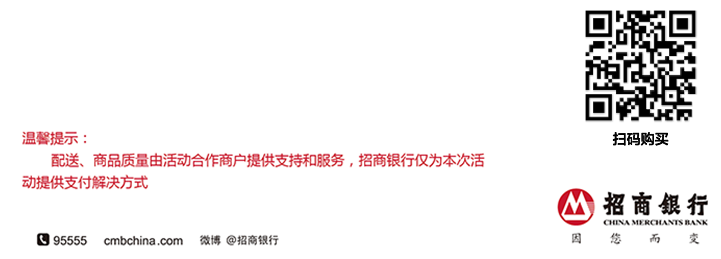 扫码购买
温馨提示：
配送、商品质量由活动合作商户提供支持和服务，招商银行仅为本次活
动提供支付解决方式
招商银行
CHINA MERCHANTS BANK
因您而变
95555 cmbchina.com 微博 @招商银行